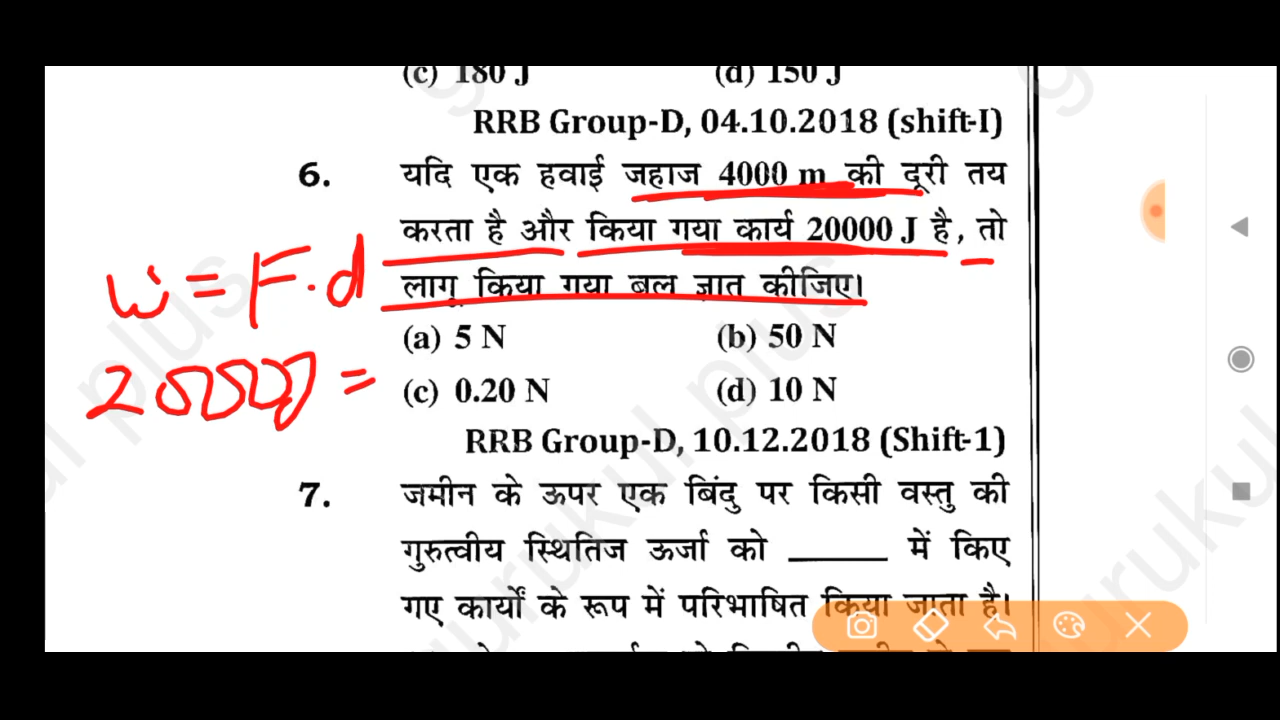 (c) 180 J (d) 150 J
RRB Group-D, 04.10.2018 (shift-I)
6. यदि एक हवाई जहाज 4000 m की दूरी तय
करता है और किया गया कार्य 20000 J है, तो
लागू किया गया बल ज्ञात कीजिए।
W = F.d
(a) 5 N (b) 50 N
20000 =
(c) 0.20 N (d) 10 N
RRB Group-D, 10.12.2018 (Shift-1)
7. जमीन के ऊपर एक बिंदु पर किसी वस्तु की
गुरुत्वीय स्थितिज ऊर्जा को ______ में किए
गए कार्यों के रूप में परिभाषित किया जाता है।
gurukul plus